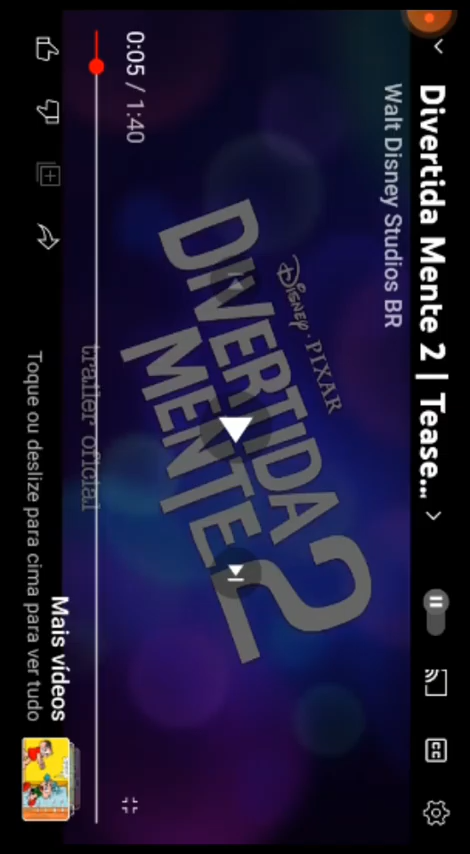 Divertida Mente 2 | Tease...
Walt Disney Studios BR
CC
DISNEY · PIXAR
DIVERTIDA
MENTE 2
trailer oficial
0:05 / 1:40
Mais vídeos
Toque ou deslize para cima para ver tudo